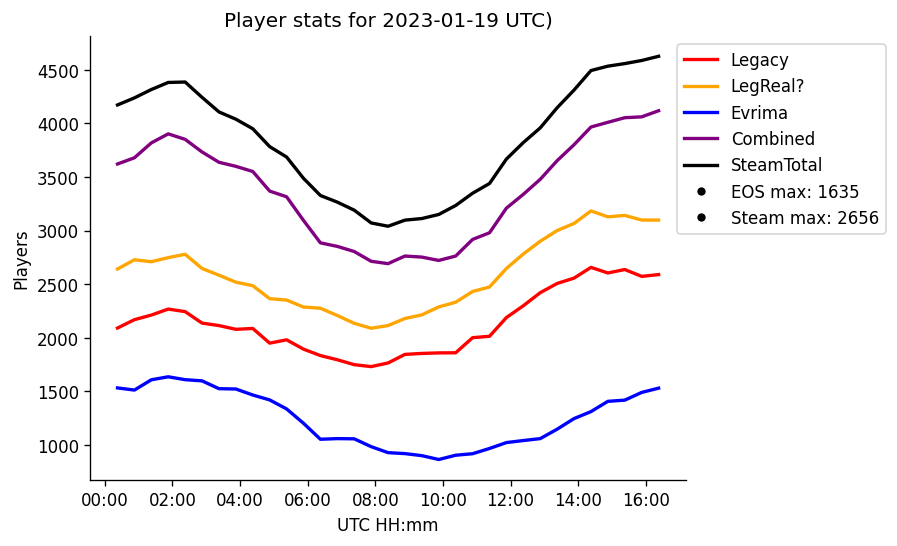 Player stats for 2023-01-19 UTC)
Players
4500
4000
3500
3000
2500
2000
1500
1000
00:00 02:00 04:00 06:00 08:00 10:00 12:00 14:00 16:00
UTC HH:mm
Legacy
LegReal?
Evrima
Combined
SteamTotal
EOS max: 1635
Steam max: 2656